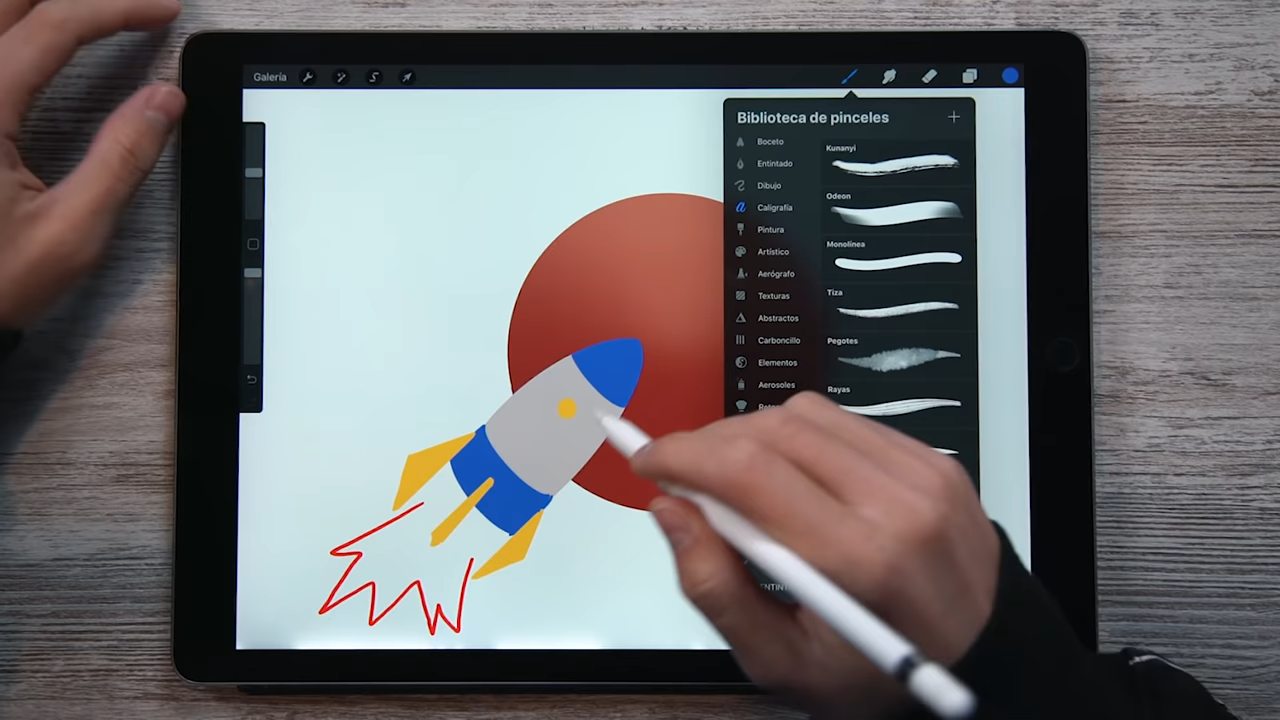 Galería
Biblioteca de pinceles
Boceto
Entintado
Dibujo
Caligrafía
Pintura
Artístico
Aerógrafo
Texturas
Abstractos
Carboncillo
Elementos
Aerosoles
Kunanyi
Odeon
Monolínea
Tiza
Pegotes
Rayas